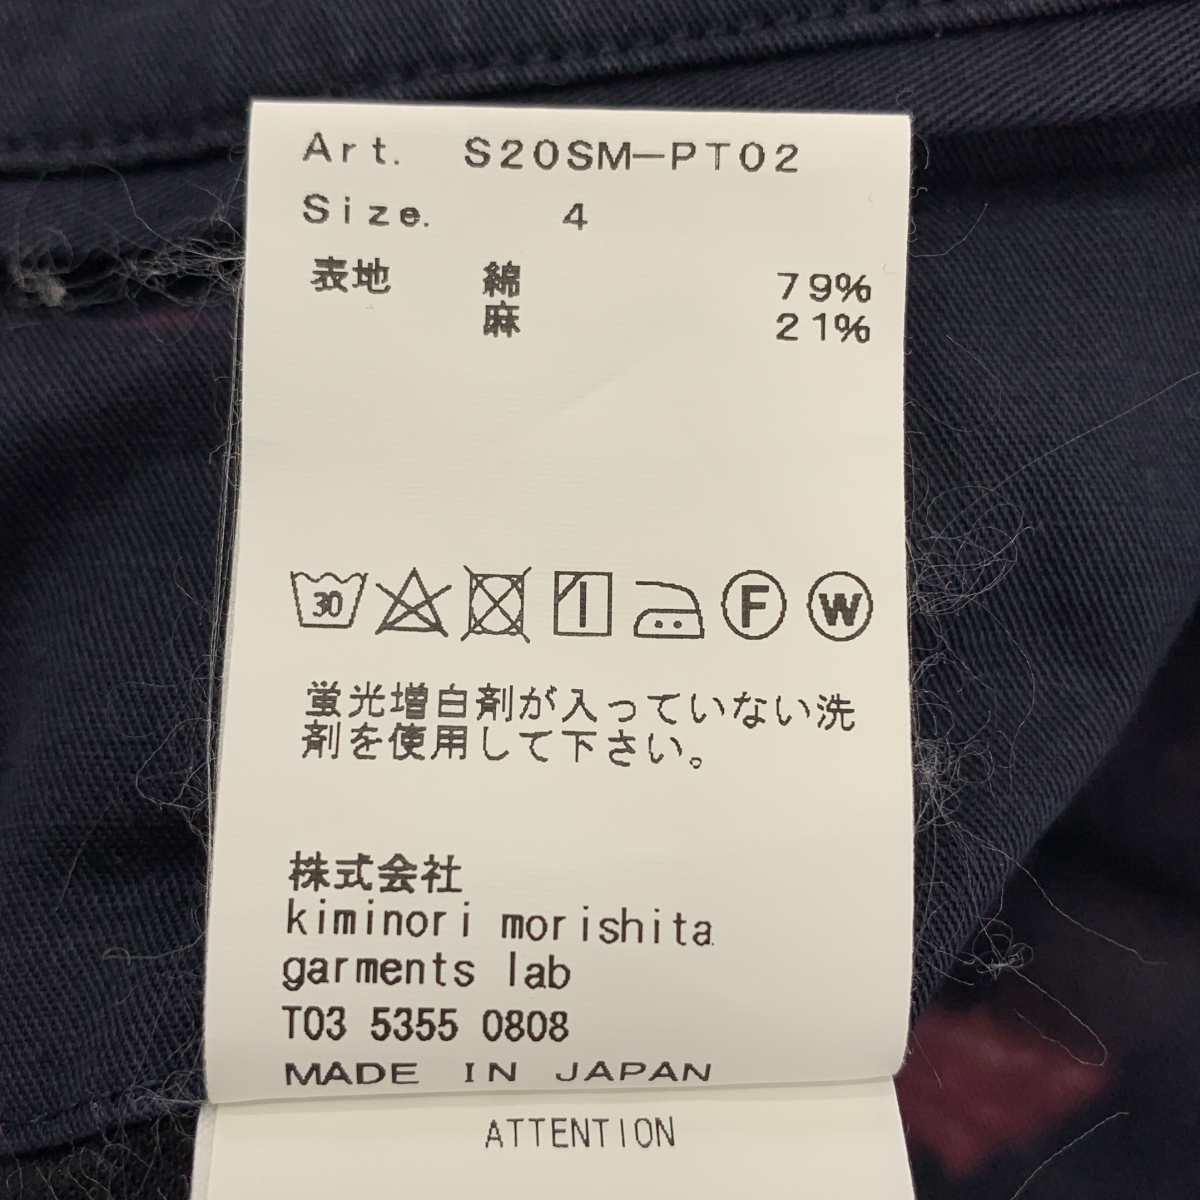 Art. S20SM-PT02
Size. 4
表地 綿 79%
麻 21%
30 F W
蛍光増白剤が入っていない洗
剤を使用して下さい。
株式会社
kiminori morishita
garments lab
T03 5355 0808
MADE IN JAPAN
ATTENTION